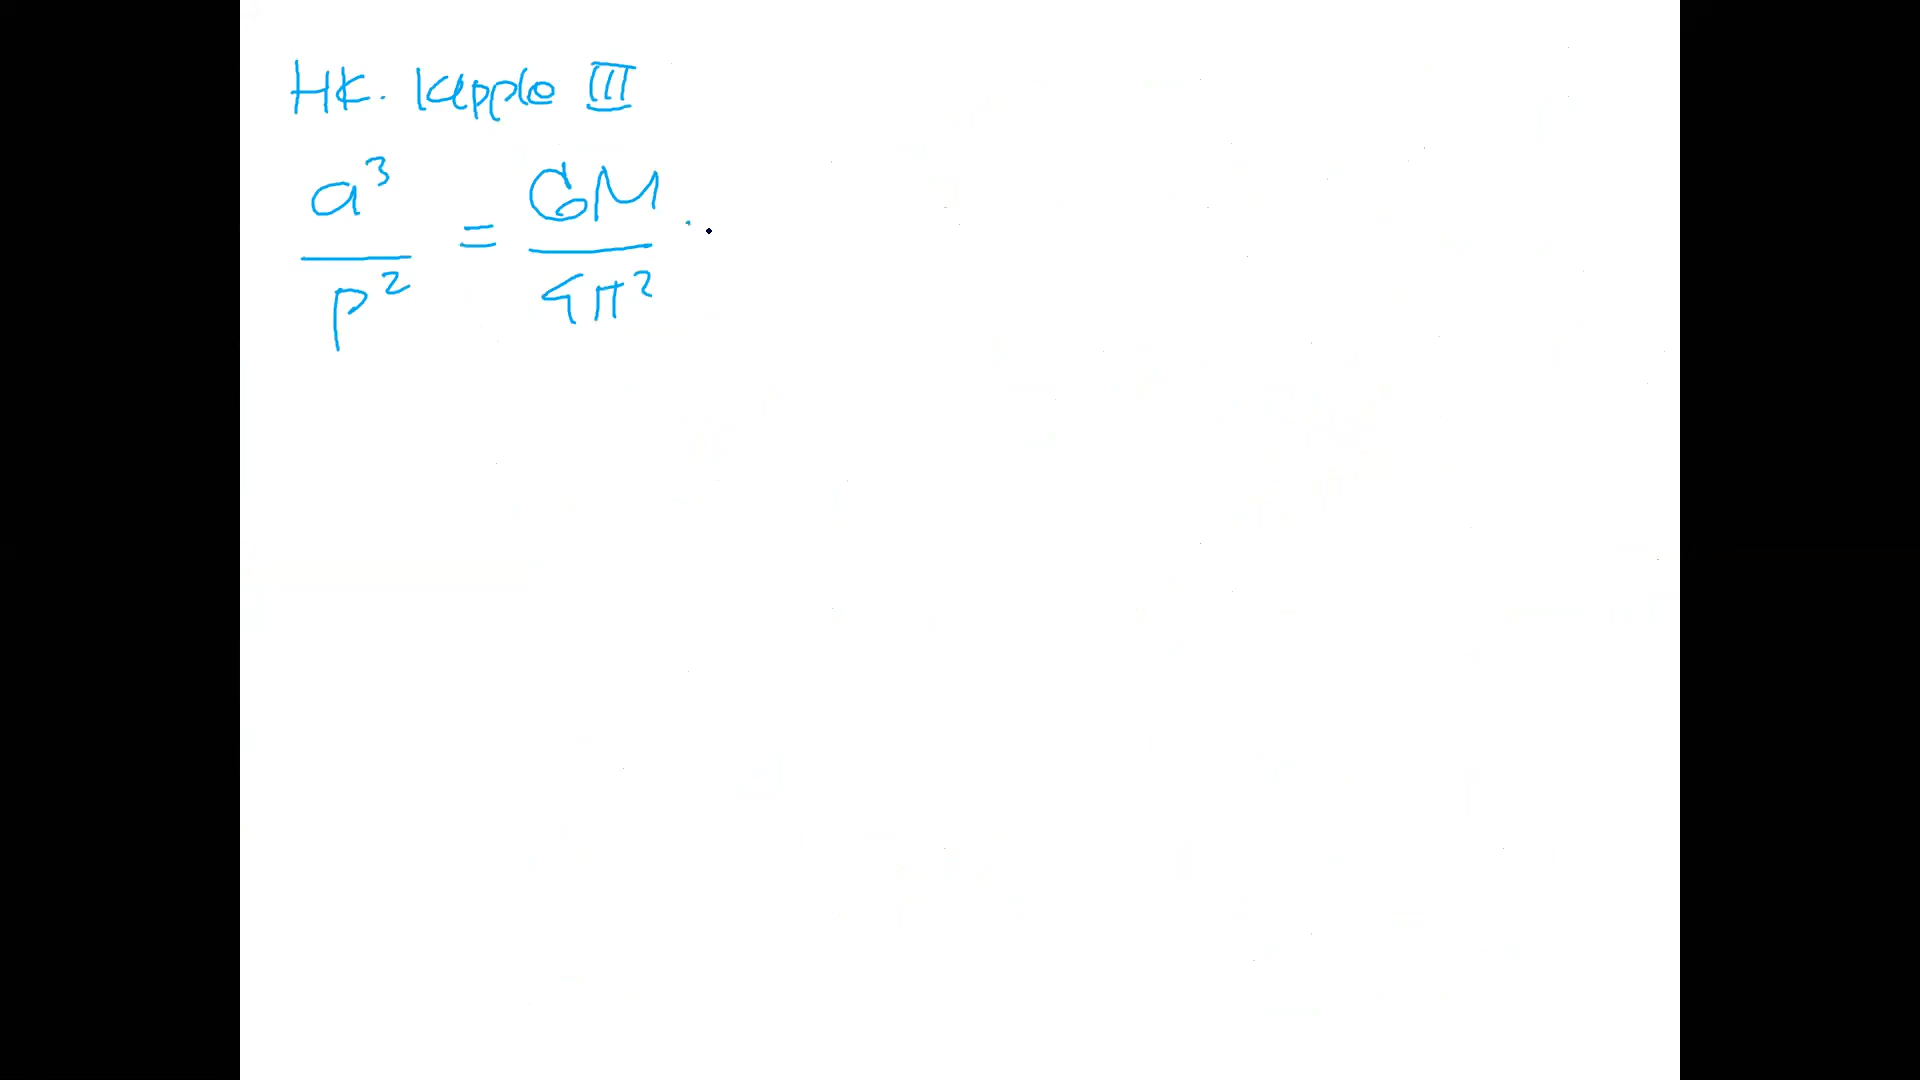 HK. Kepple III
a³/p² = GM/4π²